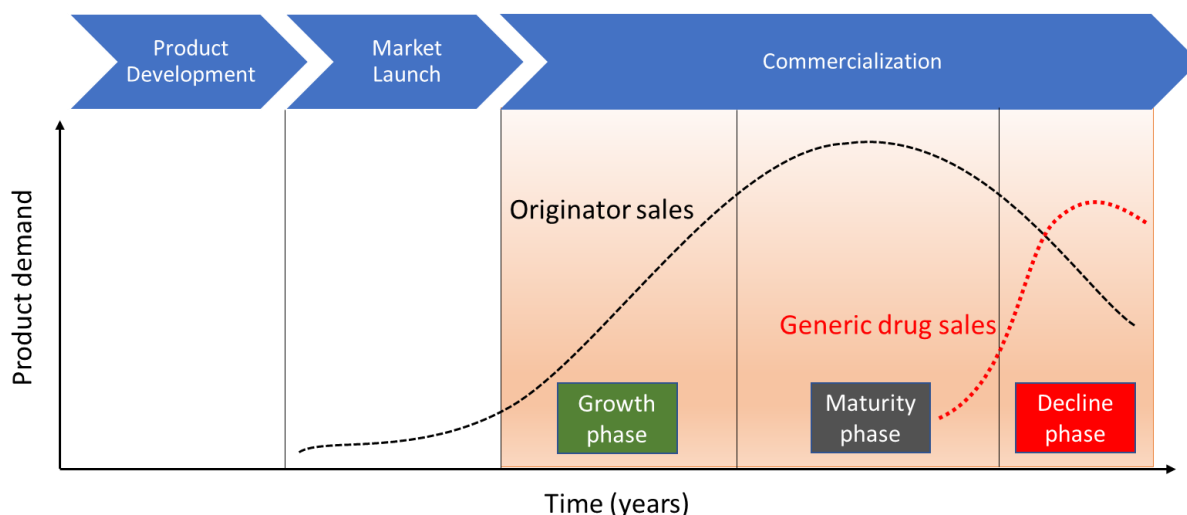 Product
Development
Market
Launch
Commercialization
Product demand
Originator sales
Generic drug sales
Growth
phase
Maturity
phase
Decline
phase
Time (years)